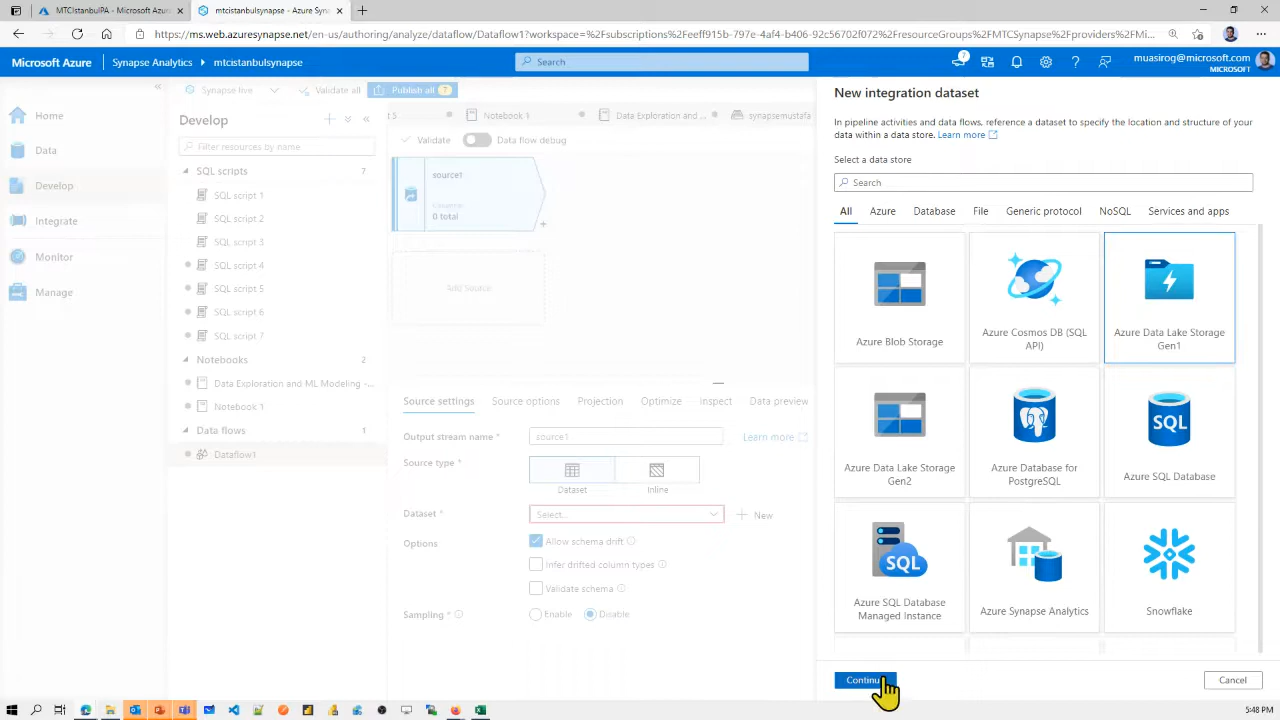 MTCIstanbulPA - Microsoft Azure
mtcistanbulsynapse - Azure Syn
https://ms.web.azuresynapse.net/en-us/authoring/analyze/dataflow/Dataflow1?workspace=%2Fsubscriptions%2Feeff915b-797e-4af4-b406-92c56702f072%2FresourceGroups%2FMTCSynapse%2Fproviders%2FMi...
Microsoft Azure
Synapse Analytics
mtcistanbulsynapse
Search
7
muasirog@microsoft.com
MICROSOFT
Home
Data
Develop
Integrate
Monitor
Manage
Synapse live
Validate all
Publish all
7
Develop
Filter resources by name
SQL scripts 7
SQL script 1
SQL script 2
SQL script 3
SQL script 4
SQL script 5
SQL script 6
SQL script 7
Notebooks 2
Data Exploration and ML Modeling -...
Notebook 1
Data flows 1
Dataflow1
t 5
Notebook 1
Data Exploration and ...
synapsemustafa
Validate
Data flow debug
source1
Columns:
0 total
Add Source
Source settings
Source options
Projection
Optimize
Inspect
Data preview
Output stream name *
source1
Learn more
Source type *
Dataset
Inline
Dataset *
Select...
New
Options
Allow schema drift
Infer drifted column types
Validate schema
Sampling *
Enable
Disable
New integration dataset
In pipeline activities and data flows, reference a dataset to specify the location and structure of your
data within a data store. Learn more
Select a data store
Search
All
Azure
Database
File
Generic protocol
NoSQL
Services and apps
Azure Blob Storage
Azure Cosmos DB (SQL
API)
Azure Data Lake Storage
Gen1
Azure Data Lake Storage
Gen2
Azure Database for
PostgreSQL
SQL
Azure SQL Database
SQL
Azure SQL Database
Managed Instance
Azure Synapse Analytics
Snowflake
Continu
Cancel
5:48 PM